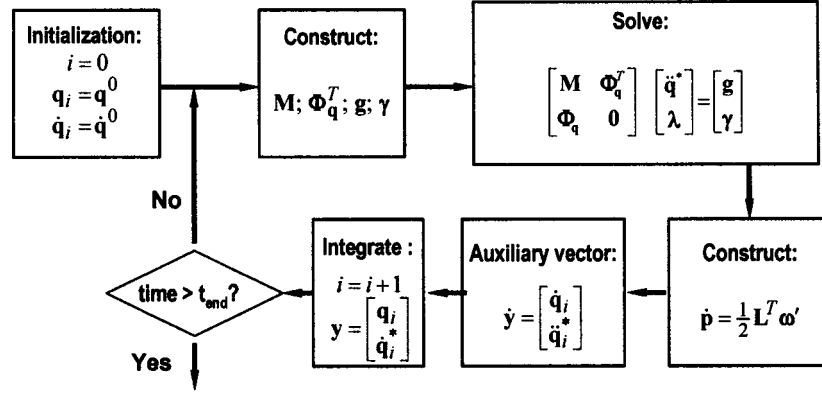 Initialization:
i = 0
q_i = q^0
q̇_i = q̇^0
Construct:
M; Φ_q^T; g; γ
Solve:
[M Φ_q^T; Φ_q 0] [q̈^*; λ] = [g; γ]
Construct:
ṗ = 1/2 L^T ω′
Auxiliary vector:
ẏ = [q̇_i; q̈_i^*]
Integrate :
i = i+1
y = [q_i; q̇_i^*]
time > t_end?
No
Yes